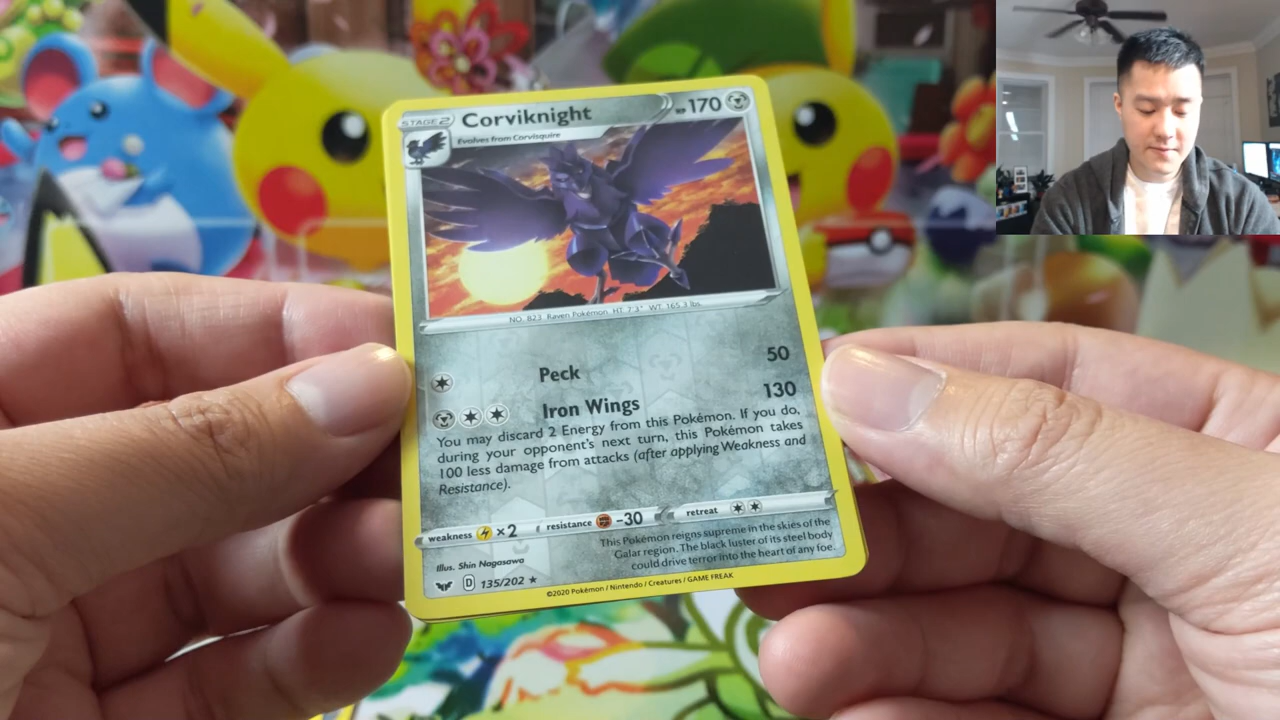 STAGE 2
Corviknight
HP 170
Evolves from Corvisquire
NO. 823 Raven Pokémon HT: 7'3" WT: 165.3 lbs.
Peck 50
Iron Wings 130
You may discard 2 Energy from this Pokémon. If you do,
during your opponent's next turn, this Pokémon takes
100 less damage from attacks (after applying Weakness and
Resistance).
weakness ×2 resistance -30 retreat
This Pokémon reigns supreme in the skies of the
Galar region. The black luster of its steel body
could drive terror into the heart of any foe.
Illus. Shin Nagasawa
D 135/202 ★
©2020 Pokémon / Nintendo / Creatures / GAME FREAK